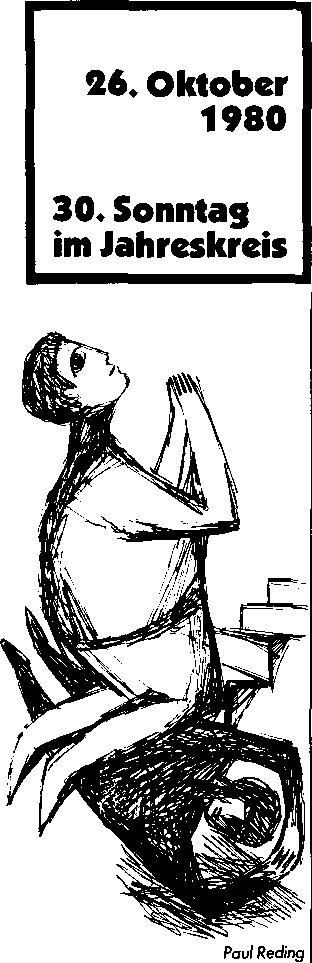 26. Oktober
1980
30. Sonntag
im Jahreskreis
Paul Reding